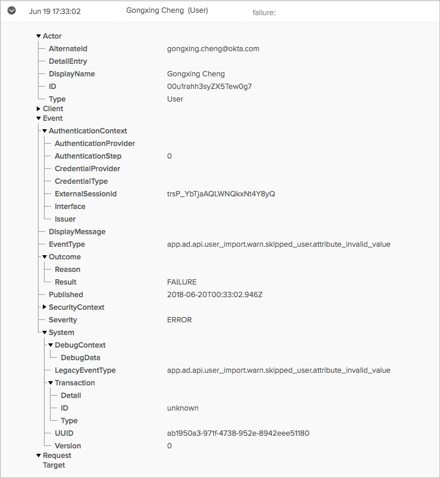 Jun 19 17:33:02 Gongxing Cheng (User) failure:
Actor
AlternateId gongxing.cheng@okta.com
DetailEntry
DisplayName Gongxing Cheng
ID 00u1rahh3syZX5Tew0g7
Type User
Client
Event
AuthenticationContext
AuthenticationProvider
AuthenticationStep 0
CredentialProvider
CredentialType
ExternalSessionId trsP_YbTjaAQLWNQkxNt4Y8yQ
Interface
Issuer
DisplayMessage
EventType app.ad.api.user_import.warn.skipped_user.attribute_invalid_value
Outcome
Reason
Result FAILURE
Published 2018-06-20T00:33:02.946Z
SecurityContext
Severity ERROR
System
DebugContext
DebugData
LegacyEventType app.ad.api.user_import.warn.skipped_user.attribute_invalid_value
Transaction
Detail
ID unknown
Type
UUID ab1950a3-971f-4738-952e-8942eee51180
Version 0
Request
Target